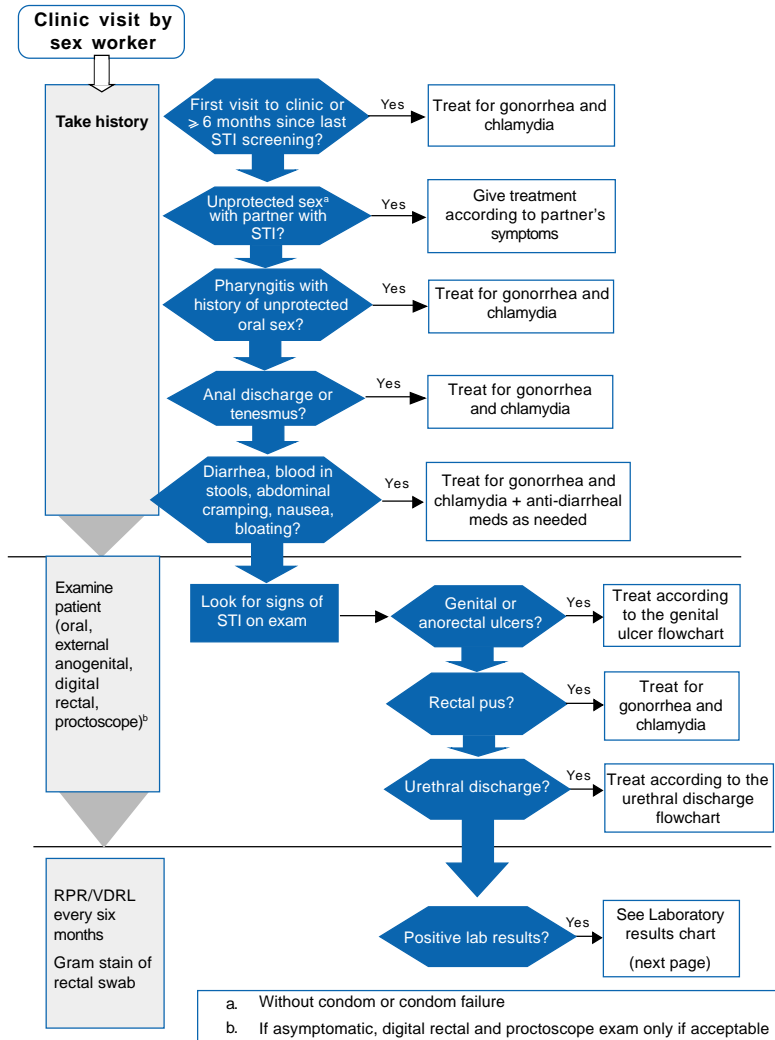 Clinic visit by
sex worker
Take history
First visit to clinic or
⩾ 6 months since last
STI screening?
Yes
Treat for gonorrhea and
chlamydia
Unprotected sexª
with partner with
STI?
Yes
Give treatment
according to partner's
symptoms
Pharyngitis with
history of unprotected
oral sex?
Yes
Treat for gonorrhea and
chlamydia
Anal discharge or
tenesmus?
Yes
Treat for gonorrhea
and chlamydia
Diarrhea, blood in
stools, abdominal
cramping, nausea,
bloating?
Yes
Treat for gonorrhea and
chlamydia + anti-diarrheal
meds as needed
Examine
patient
(oral,
external
anogenital,
digital
rectal,
proctoscope)ᵇ
Look for signs of
STI on exam
Genital or
anorectal ulcers?
Yes
Treat according
to the genital
ulcer flowchart
Rectal pus?
Yes
Treat for
gonorrhea and
chlamydia
Urethral discharge?
Yes
Treat according to the
urethral discharge
flowchart
RPR/VDRL
every six
months
Gram stain of
rectal swab
Positive lab results?
Yes
See Laboratory
results chart
(next page)
a. Without condom or condom failure
b. If asymptomatic, digital rectal and proctoscope exam only if acceptable